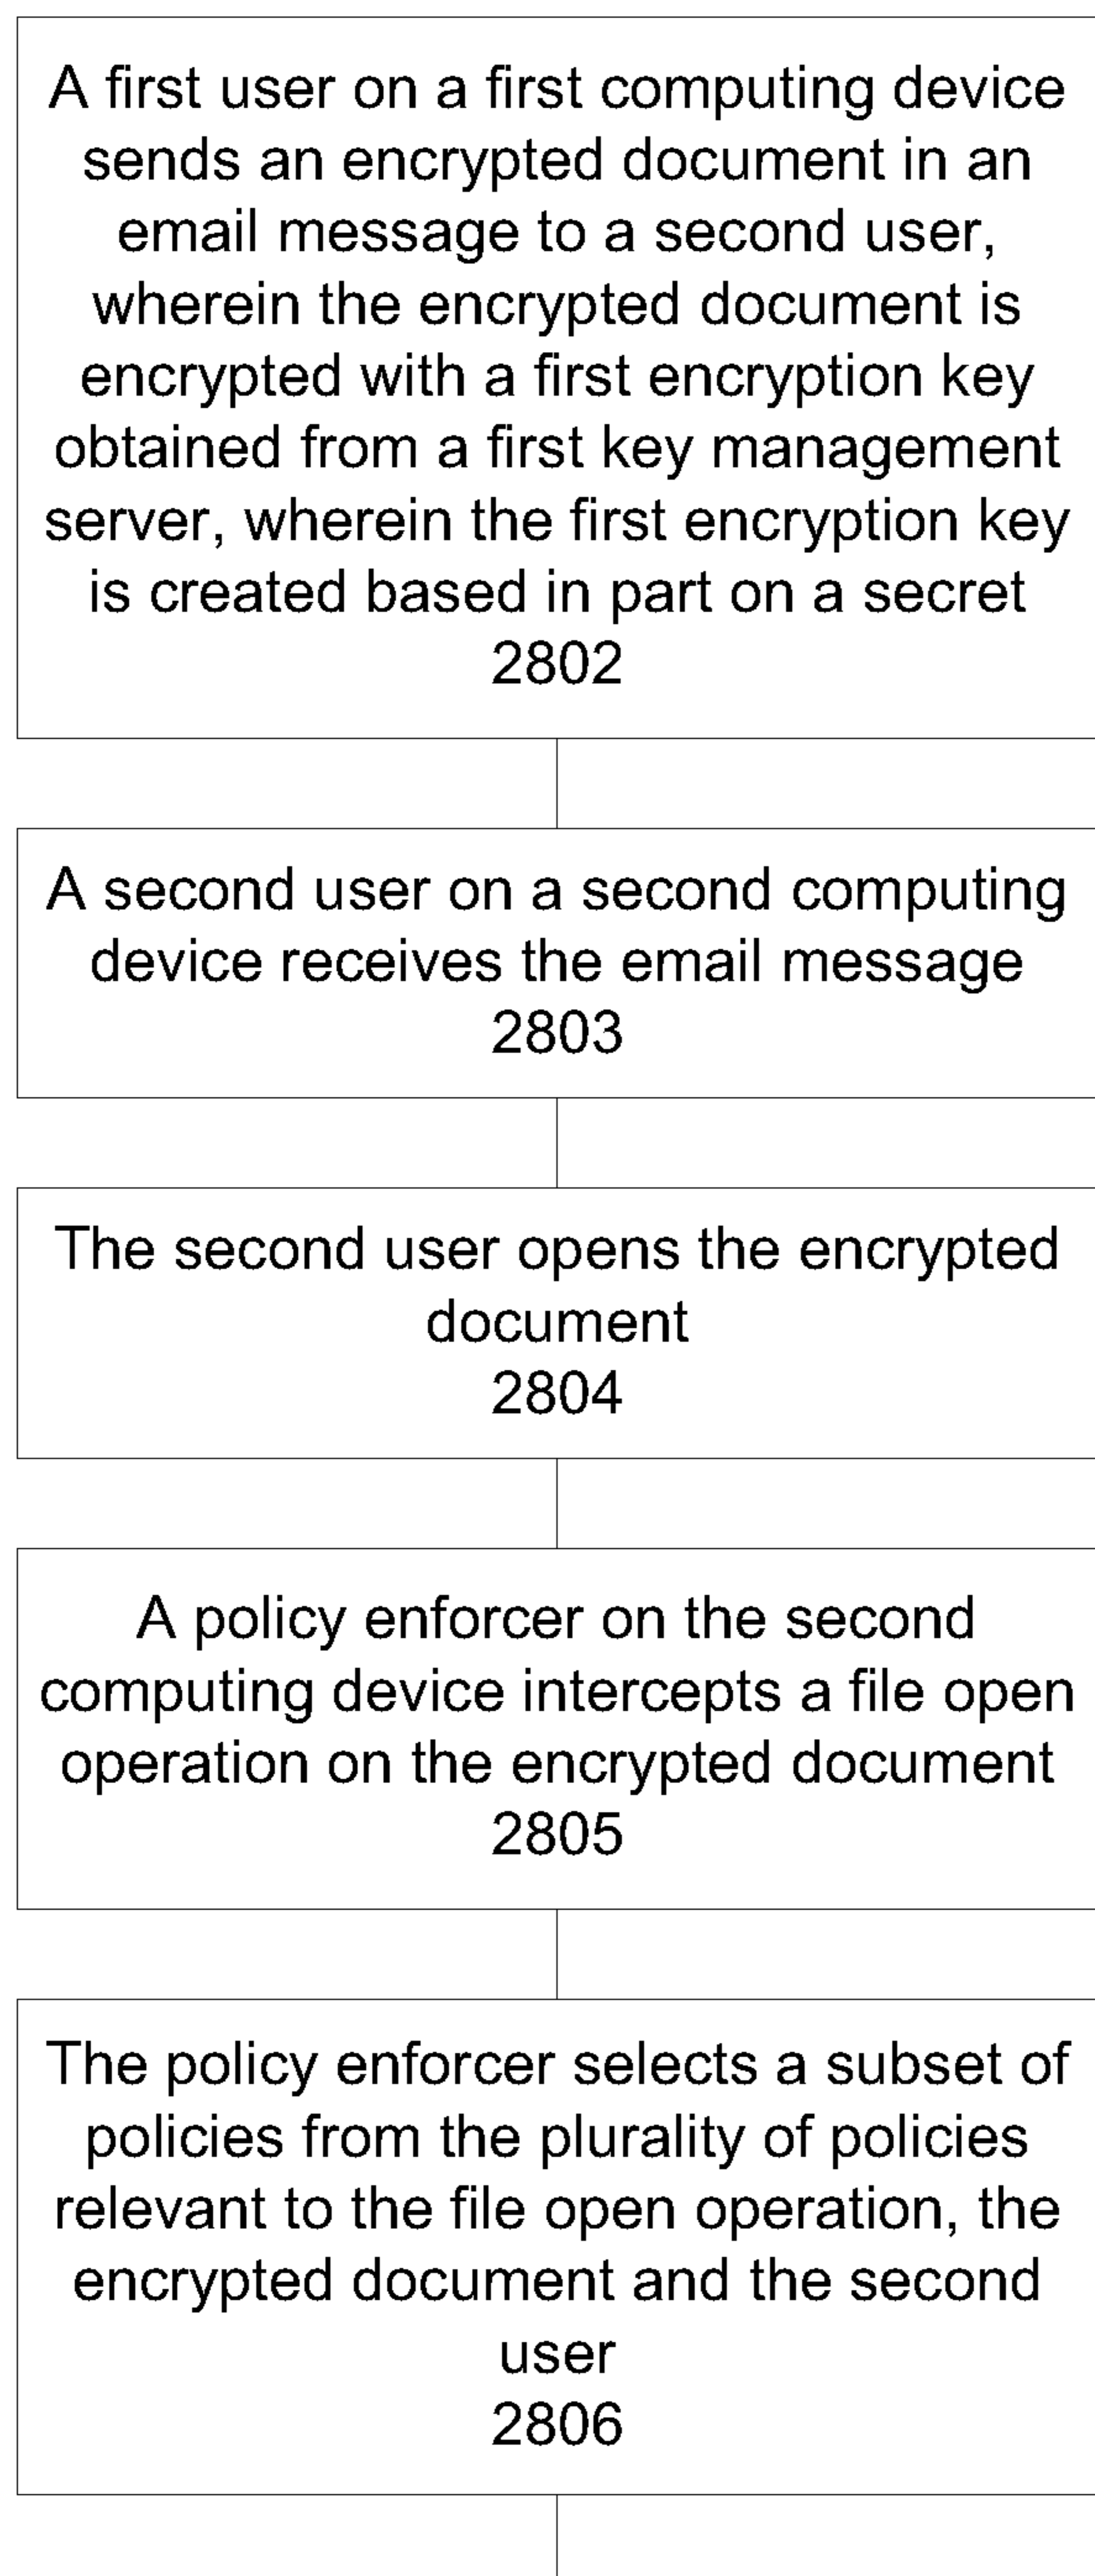 A first user on a first computing device
sends an encrypted document in an
email message to a second user,
wherein the encrypted document is
encrypted with a first encryption key
obtained from a first key management
server, wherein the first encryption key
is created based in part on a secret
2802
A second user on a second computing
device receives the email message
2803
The second user opens the encrypted
document
2804
A policy enforcer on the second
computing device intercepts a file open
operation on the encrypted document
2805
The policy enforcer selects a subset of
policies from the plurality of policies
relevant to the file open operation, the
encrypted document and the second
user
2806